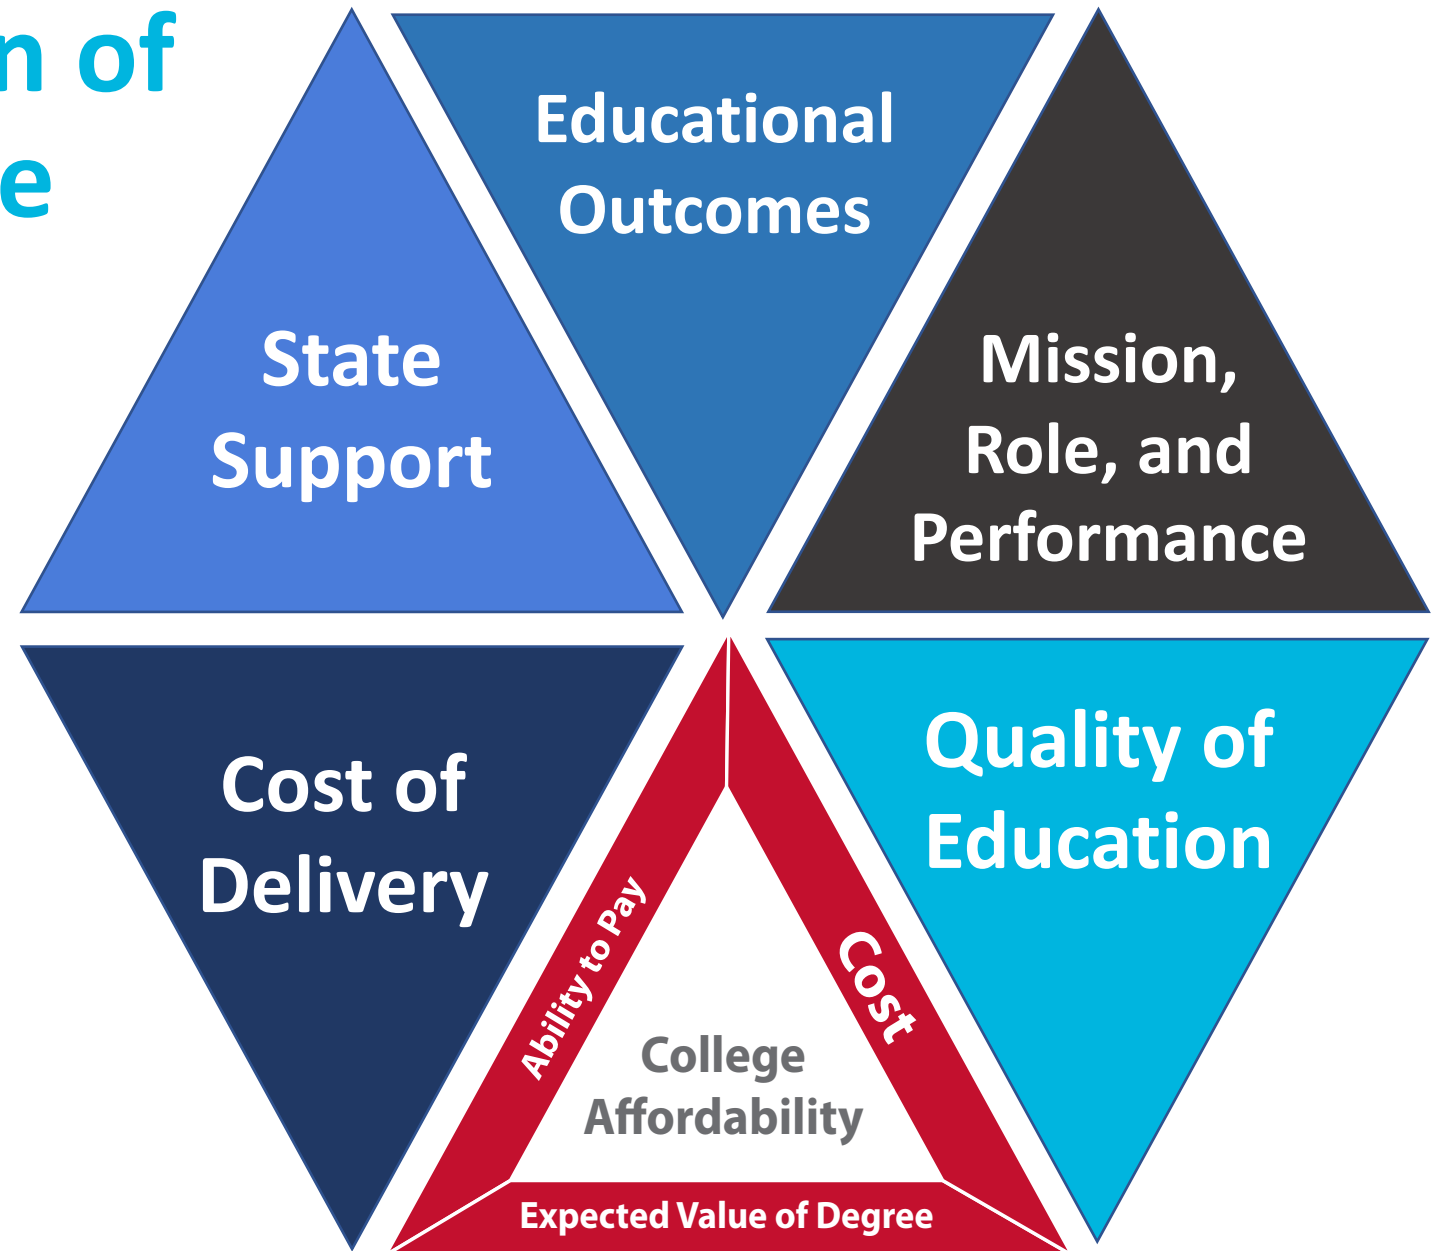 n of
e
Educational
Outcomes
State
Support
Mission,
Role, and
Performance
Cost of
Delivery
Quality of
Education
Ability to Pay
Cost
College
Affordability
Expected Value of Degree